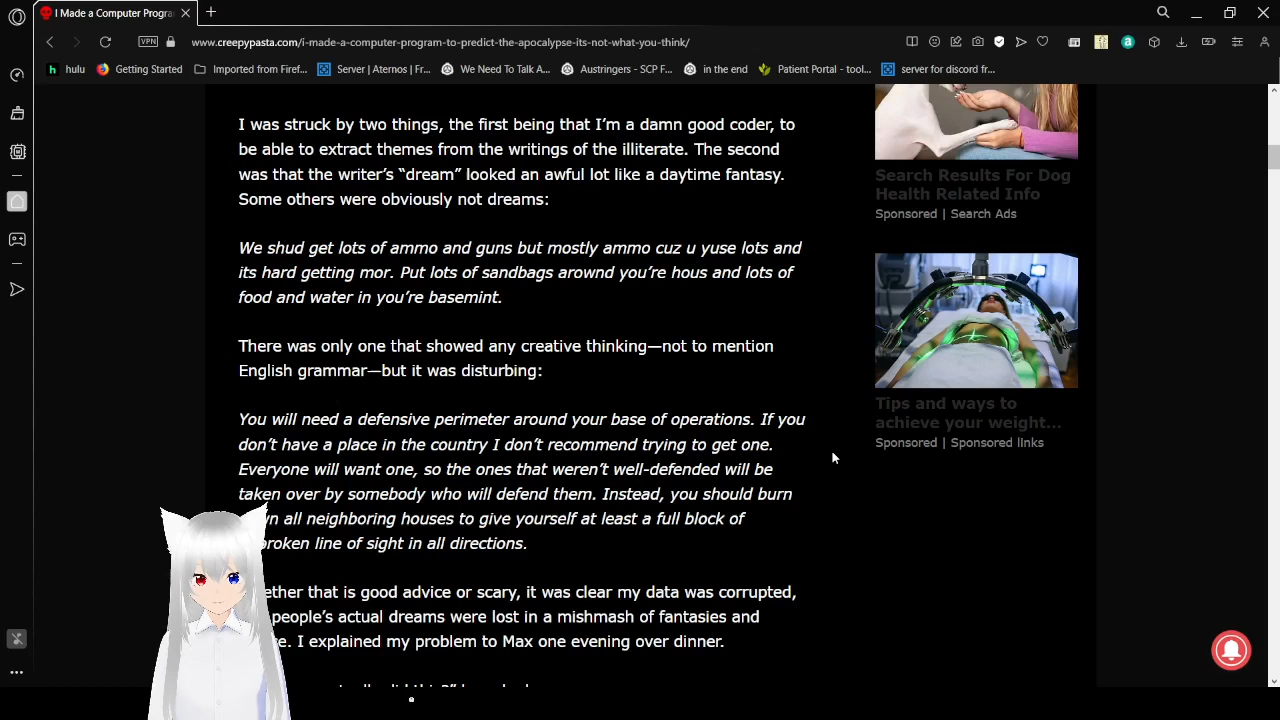 I Made a Computer Progra
www.creepypasta.com/i-made-a-computer-program-to-predict-the-apocalypse-its-not-what-you-think/
VPN
hulu
Getting Started
Imported from Firef...
Server | Aternos | Fr...
We Need To Talk A...
Austringers - SCP F...
in the end
Patient Portal - tool...
server for discord fr...
I was struck by two things, the first being that I’m a damn good coder, to
be able to extract themes from the writings of the illiterate. The second
was that the writer’s “dream” looked an awful lot like a daytime fantasy.
Some others were obviously not dreams:
We shud get lots of ammo and guns but mostly ammo cuz u yuse lots and
its hard getting mor. Put lots of sandbags arownd you’re hous and lots of
food and water in you’re basemint.
There was only one that showed any creative thinking—not to mention
English grammar—but it was disturbing:
You will need a defensive perimeter around your base of operations. If you
don’t have a place in the country I don’t recommend trying to get one.
Everyone will want one, so the ones that weren’t well-defended will be
taken over by somebody who will defend them. Instead, you should burn
all neighboring houses to give yourself at least a full block of
broken line of sight in all directions.
ether that is good advice or scary, it was clear my data was corrupted,
people’s actual dreams were lost in a mishmash of fantasies and
I explained my problem to Max one evening over dinner.
Search Results For Dog
Health Related Info
Sponsored | Search Ads
Tips and ways to
achieve your weight...
Sponsored | Sponsored lInks